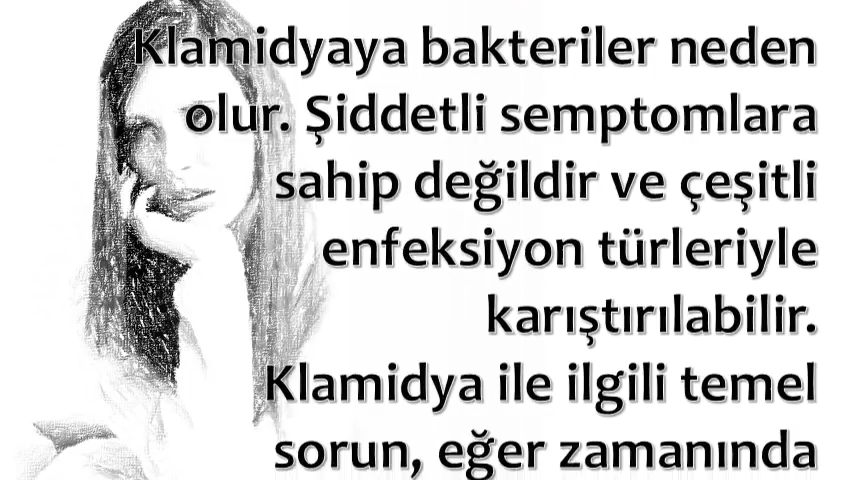 Klamidyaya bakteriler neden
olur. Şiddetli semptomlara
sahip değildir ve çeşitli
enfeksiyon türleriyle
karıştırılabilir.
Klamidya ile ilgili temel
sorun, eğer zamanında